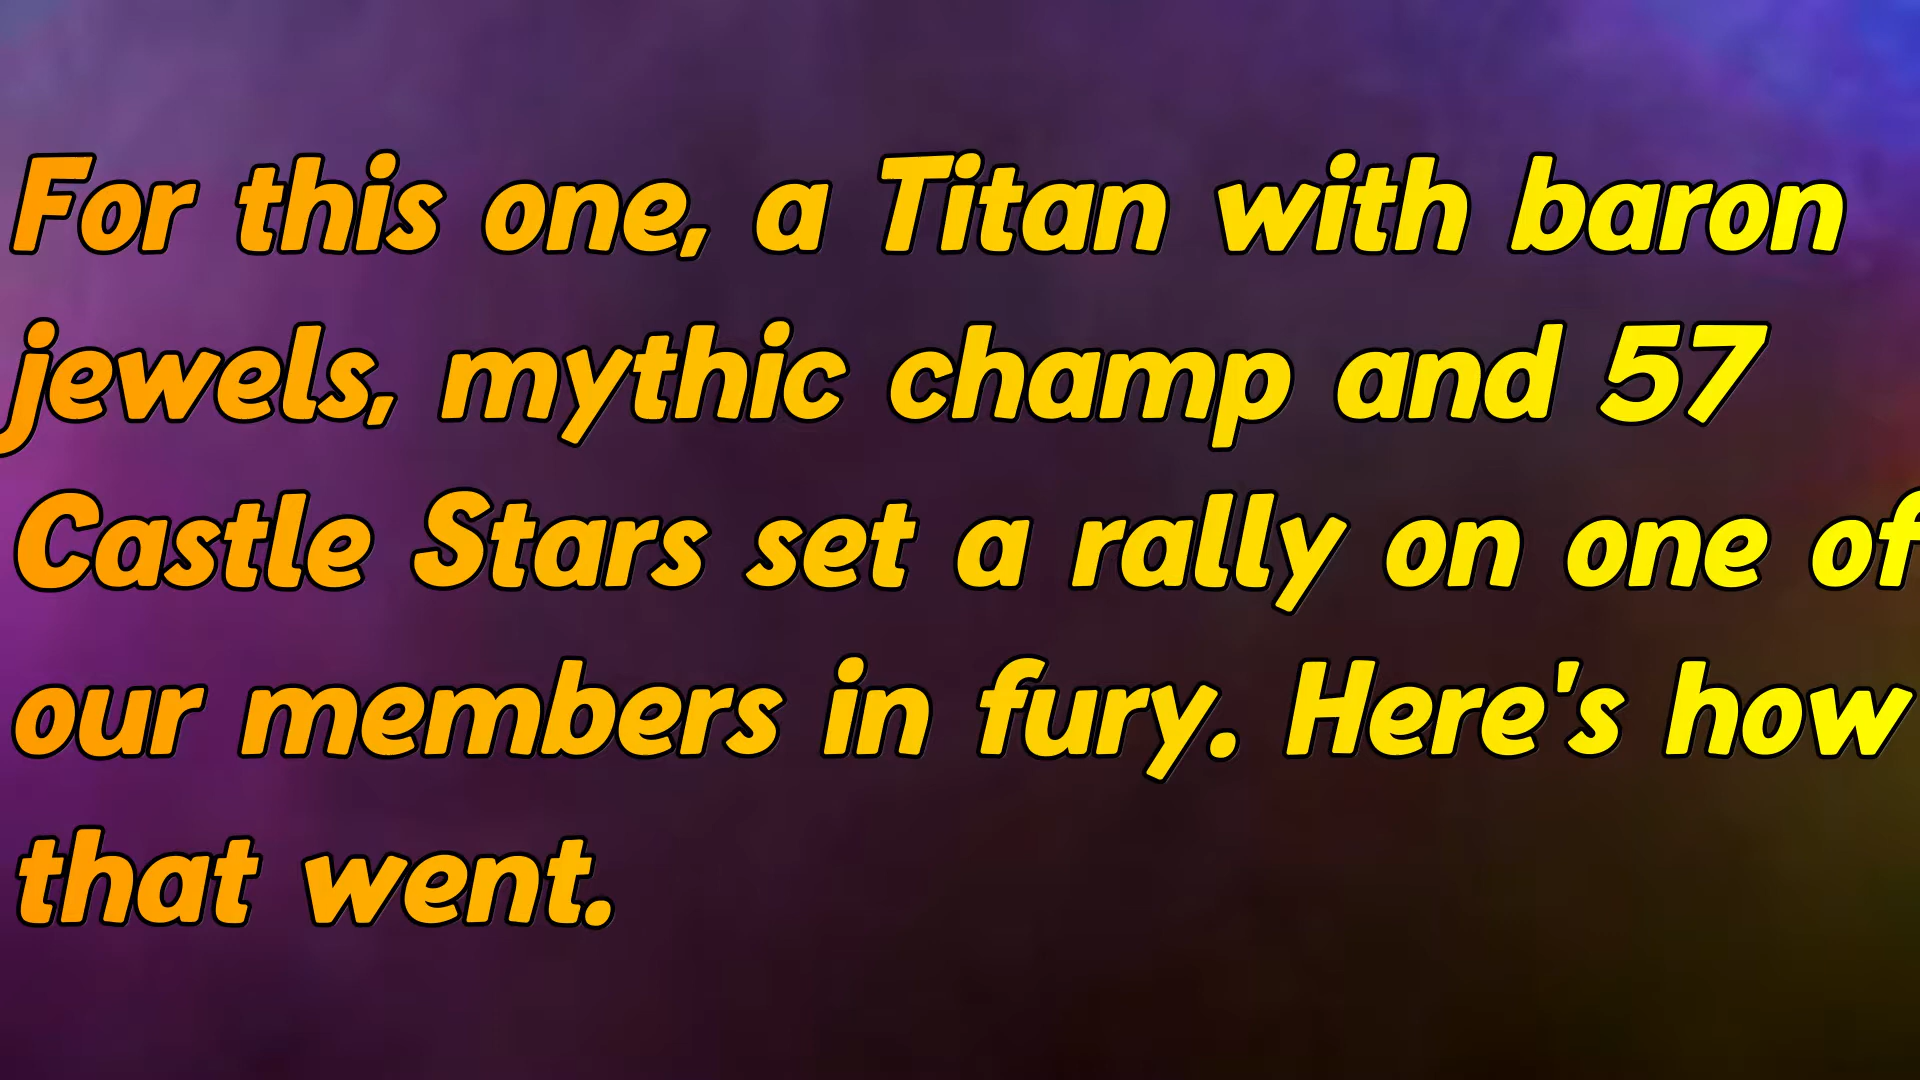 For this one, a Titan with baron
jewels, mythic champ and 57
Castle Stars set a rally on one of
our members in fury. Here's how
that went.